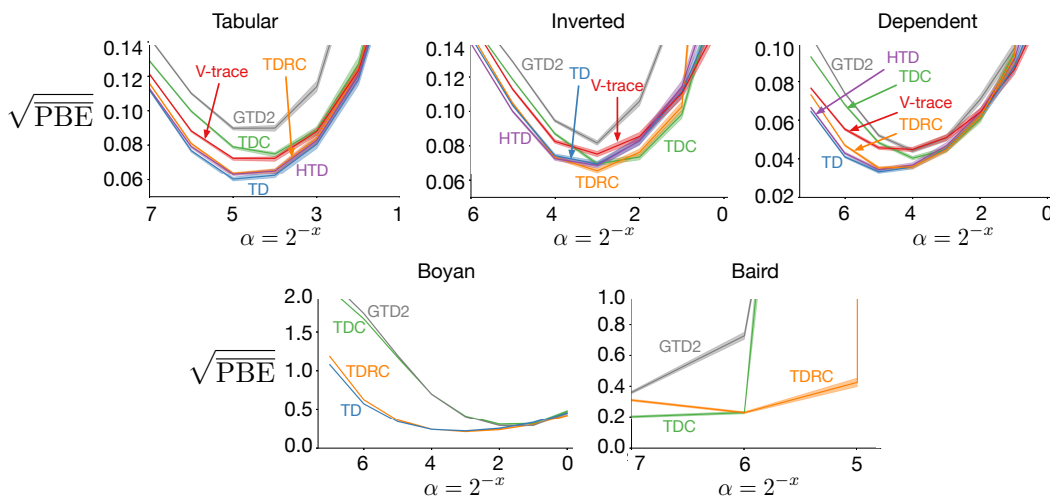 Tabular
Inverted
Dependent
√PBE
0.14
0.12
0.10
0.08
0.06
7
5
3
1
α = 2^{-x}
V-trace
TDRC
GTD2
TDC
HTD
TD
0.14
0.12
0.10
0.08
0.06
6
4
2
0
α = 2^{-x}
GTD2
TD
V-trace
HTD
TDC
TDRC
0.10
0.08
0.06
0.04
0.02
6
4
2
0
α = 2^{-x}
GTD2
HTD
TDC
V-trace
TDRC
TD
Boyan
Baird
√PBE
2.0
1.5
1.0
0.5
0.0
6
4
2
0
α = 2^{-x}
GTD2
TDC
TDRC
TD
1.0
0.8
0.6
0.4
0.2
0.0
7
6
5
α = 2^{-x}
GTD2
TDRC
TDC